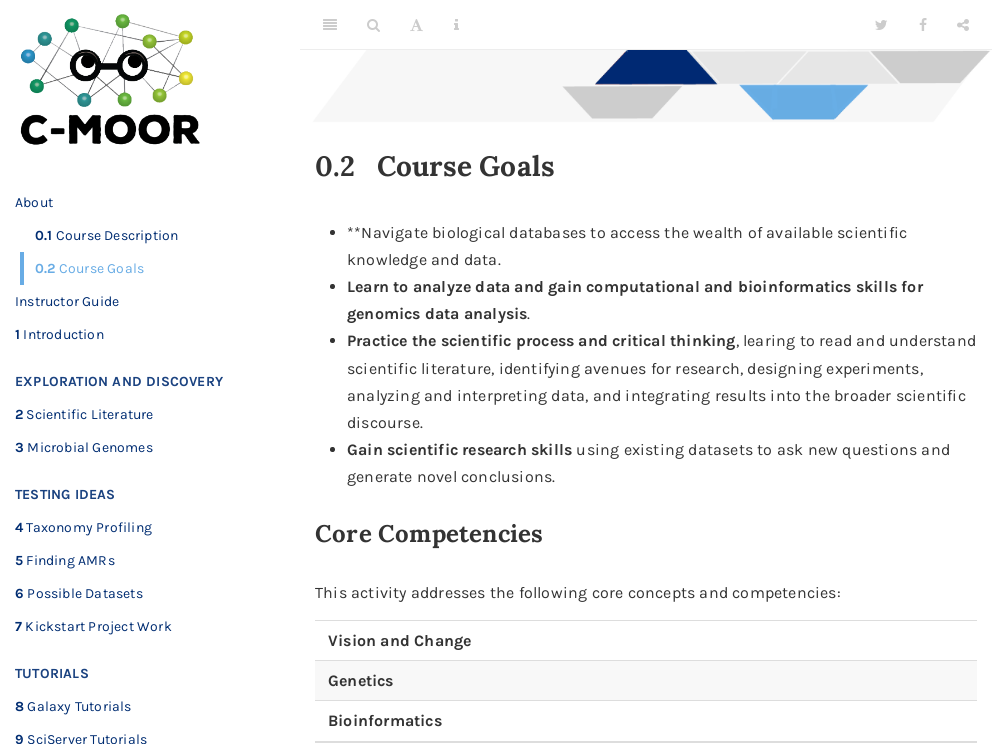 C-MOOR
About
0.1 Course Description
0.2 Course Goals
Instructor Guide
1 Introduction
EXPLORATION AND DISCOVERY
2 Scientific Literature
3 Microbial Genomes
TESTING IDEAS
4 Taxonomy Profiling
5 Finding AMRs
6 Possible Datasets
7 Kickstart Project Work
TUTORIALS
8 Galaxy Tutorials
9 SciServer Tutorials
A
i
0.2 Course Goals
• **Navigate biological databases to access the wealth of available scientific
knowledge and data.
• Learn to analyze data and gain computational and bioinformatics skills for
genomics data analysis.
• Practice the scientific process and critical thinking, learing to read and understand
scientific literature, identifying avenues for research, designing experiments,
analyzing and interpreting data, and integrating results into the broader scientific
discourse.
• Gain scientific research skills using existing datasets to ask new questions and
generate novel conclusions.
Core Competencies
This activity addresses the following core concepts and competencies:
Vision and Change
Genetics
Bioinformatics